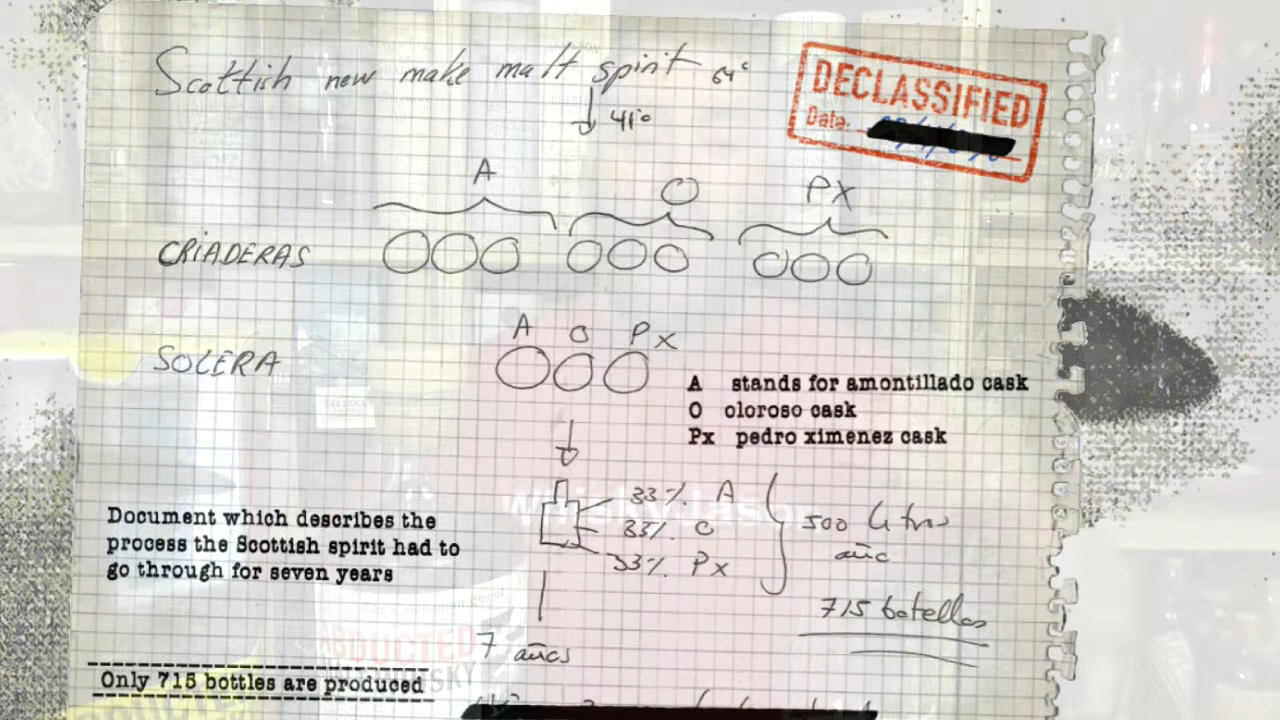 Scottish new make malt spirit 64°
41°
DECLASSIFIED
Date:
A O PX
CRIADERAS
A O Px
SOLERA
A stands for amontillado cask
O oloroso cask
Px pedro ximenez cask
33% A
33% O
33% Px
500 litros
año
715 botellas
Document which describes the
process the Scottish spirit had to
go through for seven years
7 años
Only 715 bottles are produced